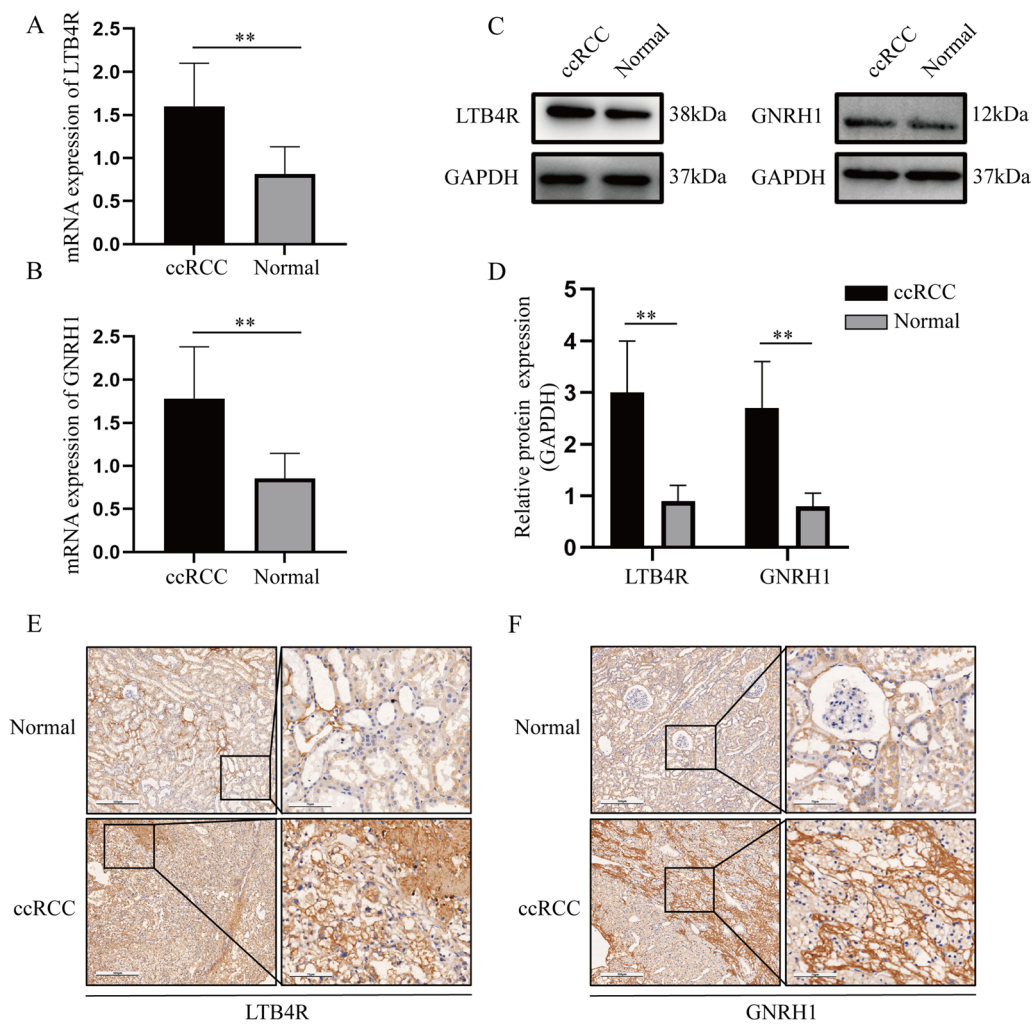 A
mRNA expression of LTB4R
2.5
2.0
1.5
1.0
0.5
0.0
**
ccRCC Normal
B
mRNA expression of GNRH1
2.5
2.0
1.5
1.0
0.5
0.0
**
ccRCC Normal
C
ccRCC Normal
LTB4R 38kDa
GAPDH 37kDa
ccRCC Normal
GNRH1 12kDa
GAPDH 37kDa
D
Relative protein expression
(GAPDH)
5
4
3
2
1
0
** **
LTB4R GNRH1
ccRCC
Normal
E
Normal
ccRCC
LTB4R
F
Normal
ccRCC
GNRH1